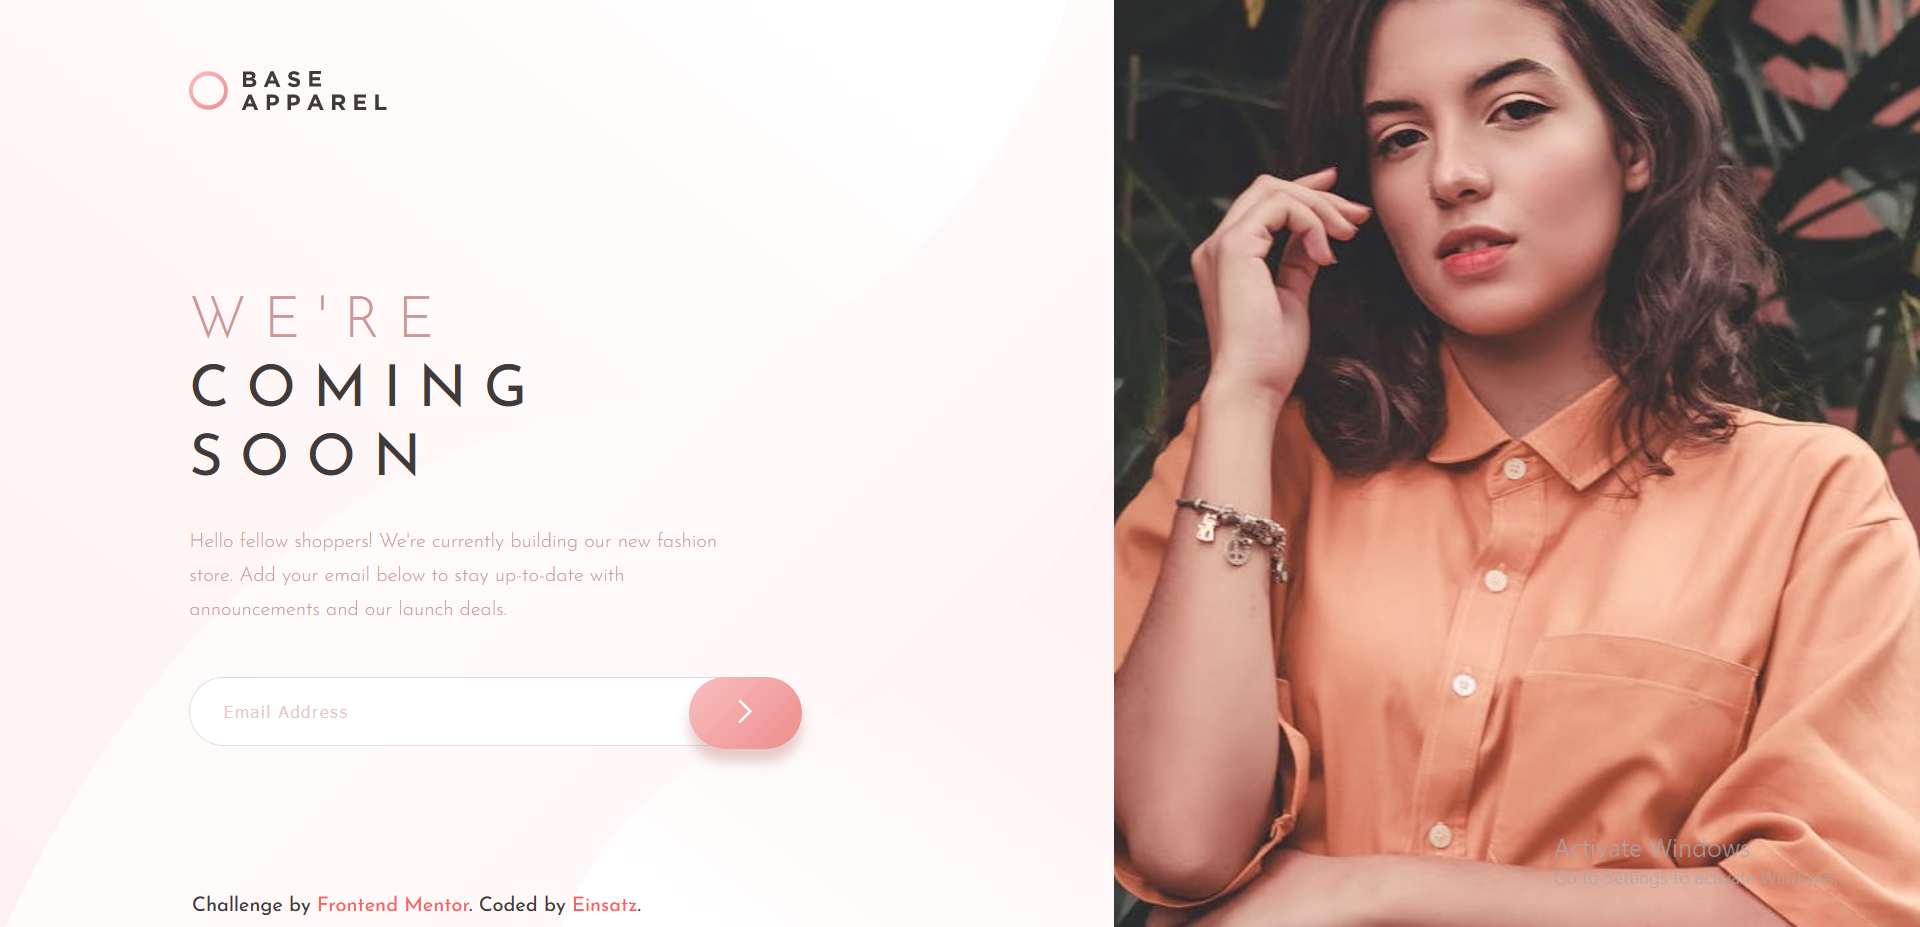 BASE
APPAREL
WE'RE
COMING
SOON
Hello fellow shoppers! We're currently building our new fashion
store. Add your email below to stay up-to-date with
announcements and our launch deals.
Email Address
Challenge by Frontend Mentor. Coded by Einsatz.
Activate Windows
Go to Settings to activate Windows.